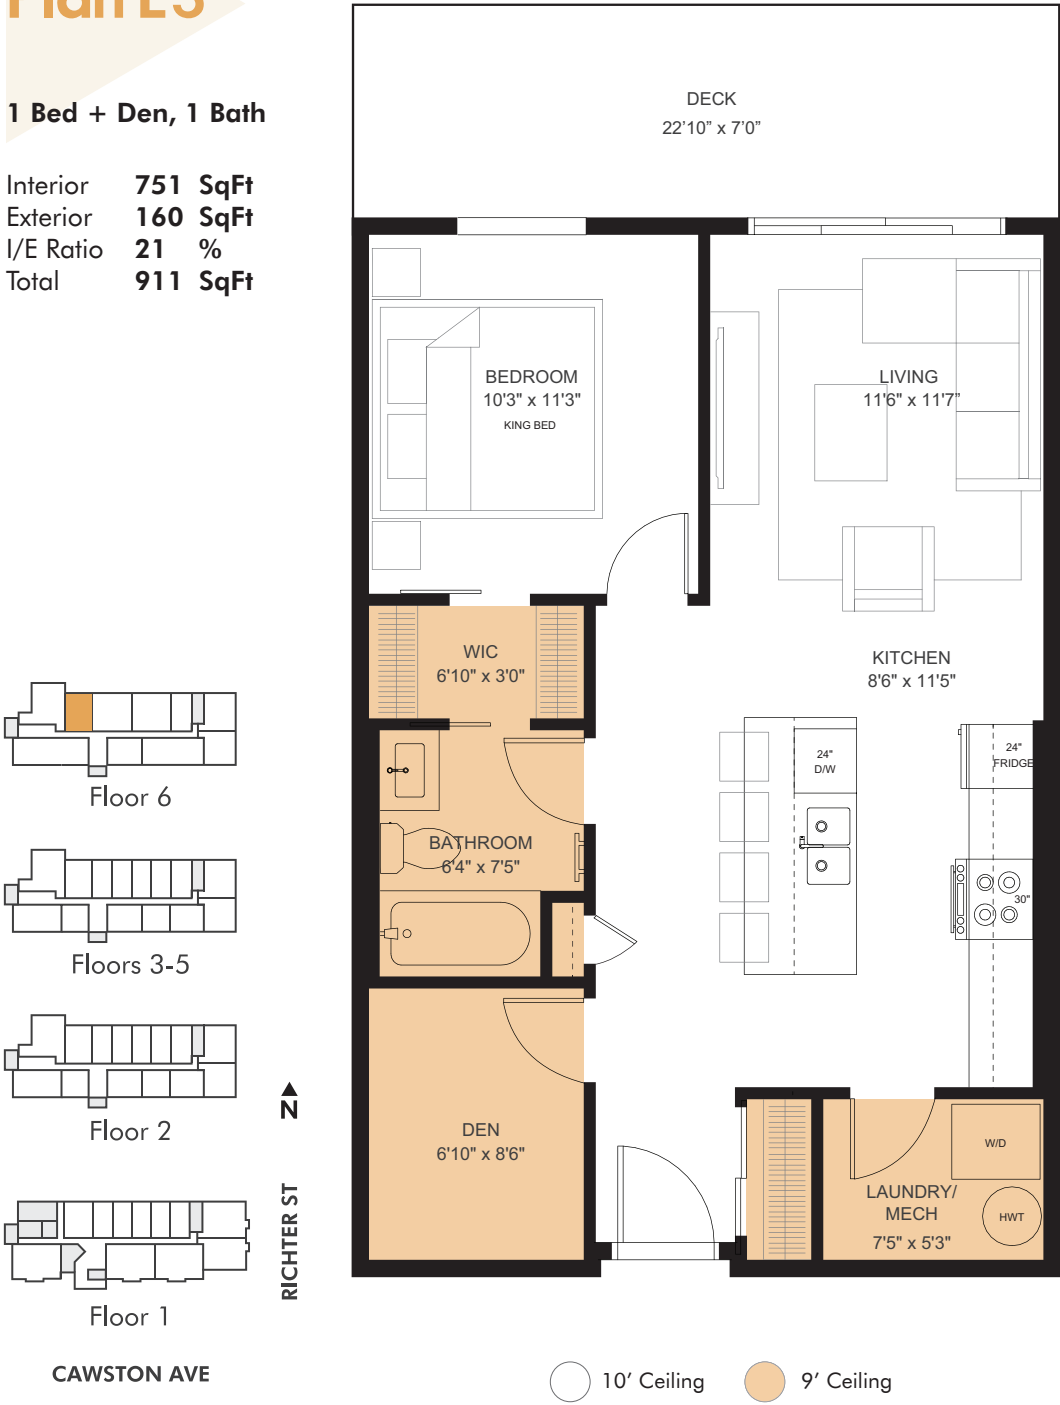 Plan E3
1 Bed + Den, 1 Bath
Interior 751 SqFt
Exterior 160 SqFt
I/E Ratio 21 %
Total 911 SqFt
DECK
22'10" x 7'0"
BEDROOM
10'3" x 11'3"
KING BED
LIVING
11'6" x 11'7"
WIC
6'10" x 3'0"
KITCHEN
8'6" x 11'5"
24"
D/W
24"
FRIDGE
BATHROOM
6'4" x 7'5"
30"
DEN
6'10" x 8'6"
W/D
LAUNDRY/
MECH
7'5" x 5'3"
HWT
Floor 6
Floors 3-5
Floor 2
Floor 1
N
RICHTER ST
CAWSTON AVE
10' Ceiling
9' Ceiling